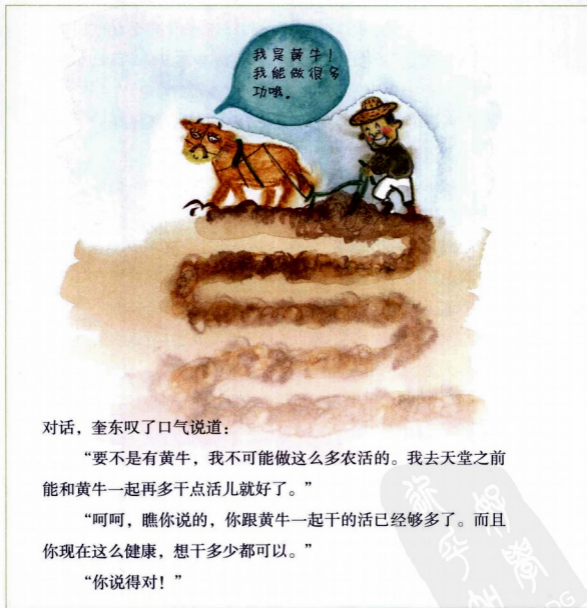 我是黄牛！
我能做很多
功哦。
对话，奎东叹了口气说道：
“要不是有黄牛，我不可能做这么多农活的。我去天堂之前
能和黄牛一起再多干点活儿就好了。”
“呵呵，瞧你说的，你跟黄牛一起干的活已经够多了。而且
你现在这么健康，想干多少都可以。”
“你说得对！”